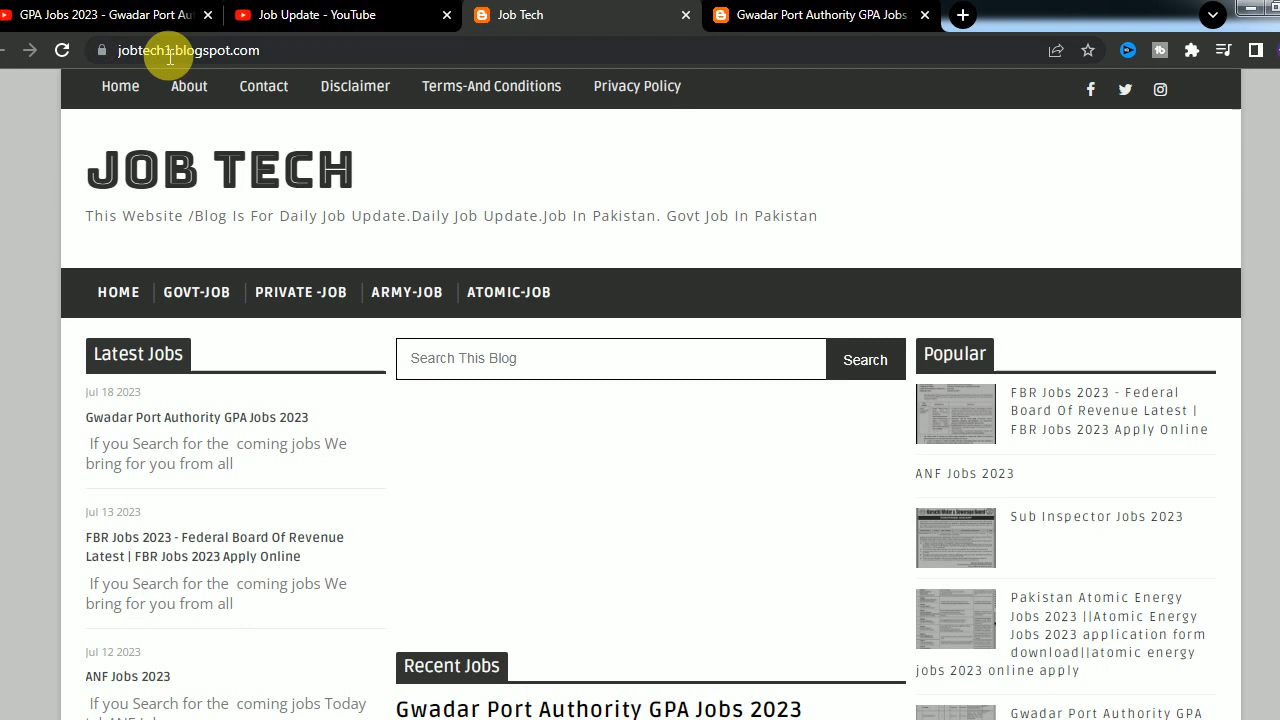 GPA Jobs 2023 - Gwadar Port Au
Job Update - YouTube
Job Tech
Gwadar Port Authority GPA Jobs
jobtech1.blogspot.com
Home About Contact Disclaimer Terms-And Conditions Privacy Policy
JOB TECH
This Website /Blog Is For Daily Job Update.Daily Job Update.Job In Pakistan. Govt Job In Pakistan
HOME GOVT-JOB PRIVATE -JOB ARMY-JOB ATOMIC-JOB
Latest Jobs
Jul 18 2023
Gwadar Port Authority GPA Jobs 2023
If you Search for the coming jobs We
bring for you from all
Jul 13 2023
FBR Jobs 2023 - Federal Board Of Revenue
Latest | FBR Jobs 2023 Apply Online
If you Search for the coming jobs We
bring for you from all
Jul 12 2023
ANF Jobs 2023
If you Search for the coming jobs Today
Search This Blog
Search
Recent Jobs
Gwadar Port Authority GPA Jobs 2023
Popular
FBR Jobs 2023 - Federal
Board Of Revenue Latest |
FBR Jobs 2023 Apply Online
ANF Jobs 2023
Sub Inspector Jobs 2023
Pakistan Atomic Energy
Jobs 2023 ||Atomic Energy
Jobs 2023 application form
download||atomic energy
jobs 2023 online apply
Gwadar Port Authority GPA